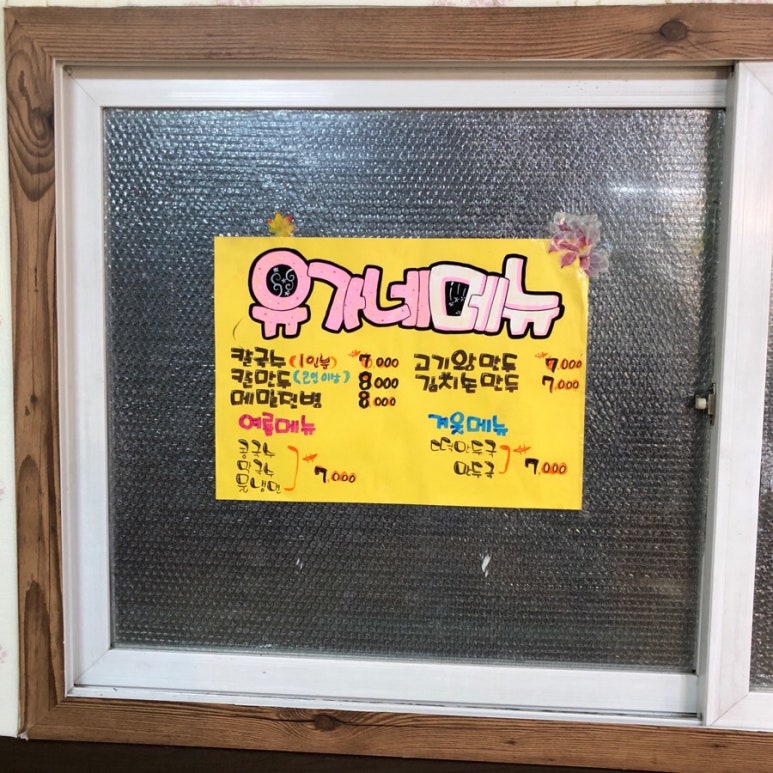 유가네메뉴
칼국수 (1인분) 7,000
칼만두 (2인이상) 8,000
메밀전병 8,000
고기왕만두 7,000
김치손만두 7,000
여름메뉴
콩국수
막국수 7,000
물냉면
겨울메뉴
떡만두국
만두국 7,000